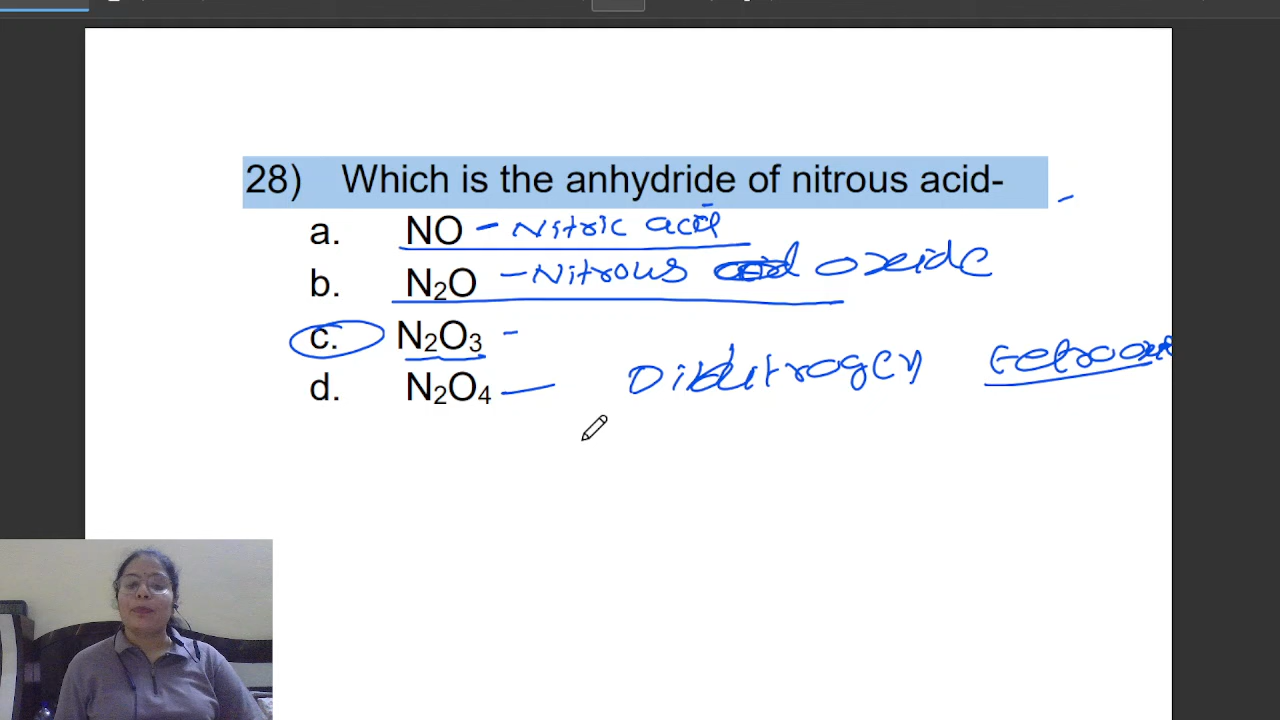 28) Which is the anhydride of nitrous acid-
a. NO - Nitric acid
b. N2O - Nitrous oxide
c. N2O3 -
d. N2O4 — Dinitrogen